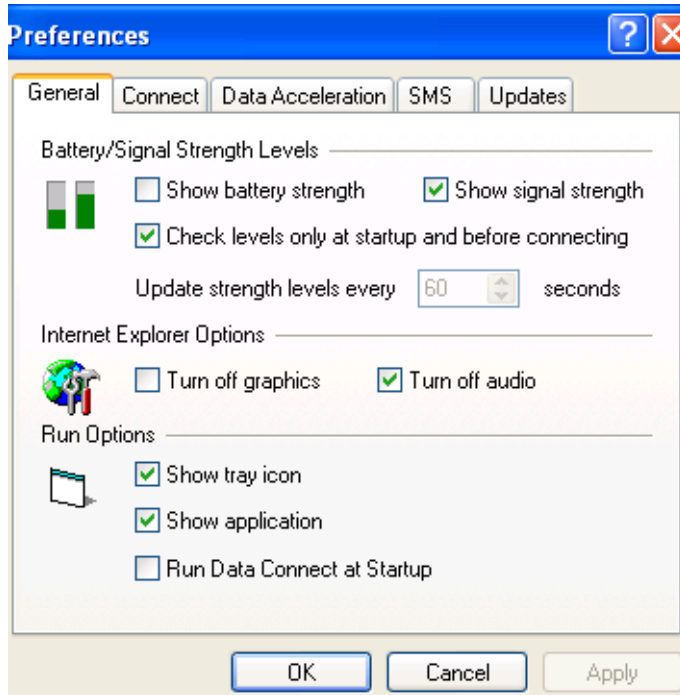 Preferences
General Connect Data Acceleration SMS Updates
Battery/Signal Strength Levels
Show battery strength Show signal strength
Check levels only at startup and before connecting
Update strength levels every 60 seconds
Internet Explorer Options
Turn off graphics Turn off audio
Run Options
Show tray icon
Show application
Run Data Connect at Startup
OK Cancel Apply